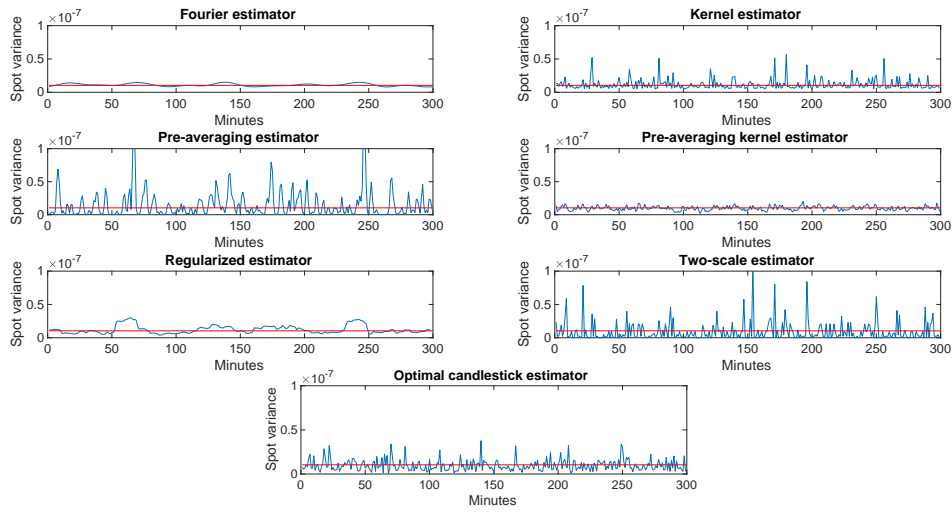 Fourier estimator
×10^-7
1
0.5
0
Spot variance
0 50 100 150 200 250 300
Minutes
Kernel estimator
×10^-7
1
0.5
0
Spot variance
0 50 100 150 200 250 300
Minutes
Pre-averaging estimator
×10^-7
1
0.5
0
Spot variance
0 50 100 150 200 250 300
Minutes
Pre-averaging kernel estimator
×10^-7
1
0.5
0
Spot variance
0 50 100 150 200 250 300
Minutes
Regularized estimator
×10^-7
1
0.5
0
Spot variance
0 50 100 150 200 250 300
Minutes
Two-scale estimator
×10^-7
1
0.5
0
Spot variance
0 50 100 150 200 250 300
Minutes
Optimal candlestick estimator
×10^-7
1
0.5
0
Spot variance
0 50 100 150 200 250 300
Minutes